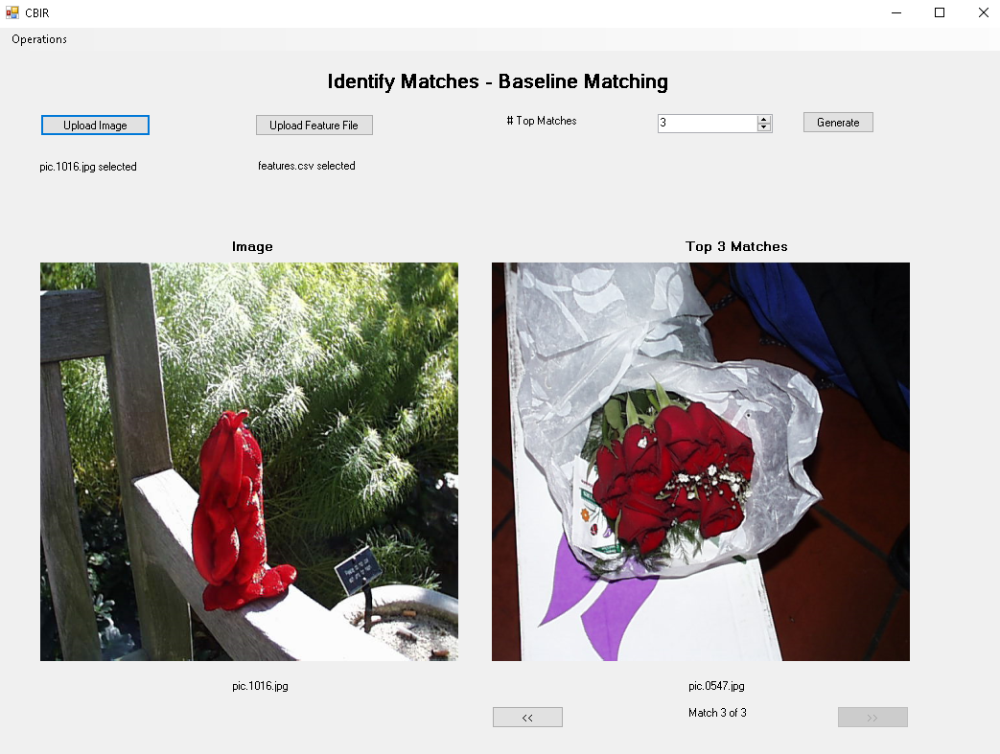 CBIR
Operations
Identify Matches - Baseline Matching
Upload Image
Upload Feature File
# Top Matches
3
Generate
pic.1016.jpg selected
features.csv selected
Image
Top 3 Matches
pic.1016.jpg
pic.0547.jpg
<<
Match 3 of 3
>>